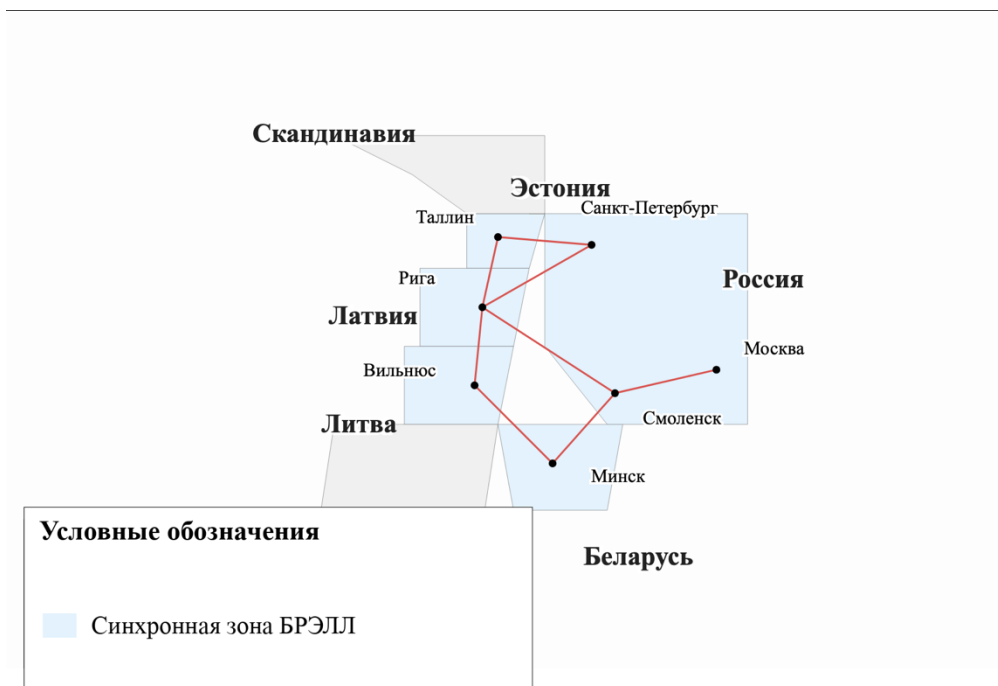 Скандинавия
Эстония
Санкт-Петербург
Таллин
Рига
Россия
Латвия
Москва
Вильнюс
Смоленск
Литва
Минск
Условные обозначения
Беларусь
Синхронная зона БРЭЛЛ